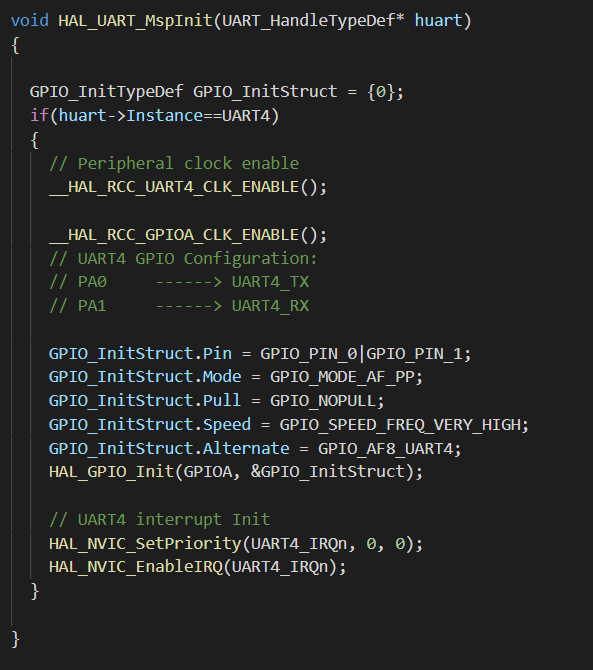 void HAL_UART_MspInit(UART_HandleTypeDef* huart)
{
GPIO_InitTypeDef GPIO_InitStruct = {0};
if(huart->Instance==UART4)
{
// Peripheral clock enable
__HAL_RCC_UART4_CLK_ENABLE();
__HAL_RCC_GPIOA_CLK_ENABLE();
// UART4 GPIO Configuration:
// PA0     ------> UART4_TX
// PA1     ------> UART4_RX
GPIO_InitStruct.Pin = GPIO_PIN_0|GPIO_PIN_1;
GPIO_InitStruct.Mode = GPIO_MODE_AF_PP;
GPIO_InitStruct.Pull = GPIO_NOPULL;
GPIO_InitStruct.Speed = GPIO_SPEED_FREQ_VERY_HIGH;
GPIO_InitStruct.Alternate = GPIO_AF8_UART4;
HAL_GPIO_Init(GPIOA, &GPIO_InitStruct);
// UART4 interrupt Init
HAL_NVIC_SetPriority(UART4_IRQn, 0, 0);
HAL_NVIC_EnableIRQ(UART4_IRQn);
}
}